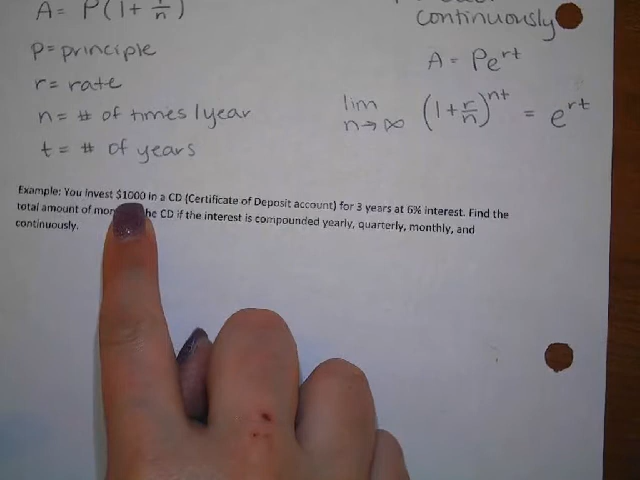 A = P(1+ r/n)
continuously
P = principle
A = Pe^rt
r = rate
n = # of times/year
lim n→∞ (1+ r/n)^nt = e^rt
t = # of years
Example: You invest $1000 in a CD (Certificate of Deposit account) for 3 years at 6% interest. Find the
total amount of the CD if the interest is compounded yearly, quarterly, monthly, and
continuously.